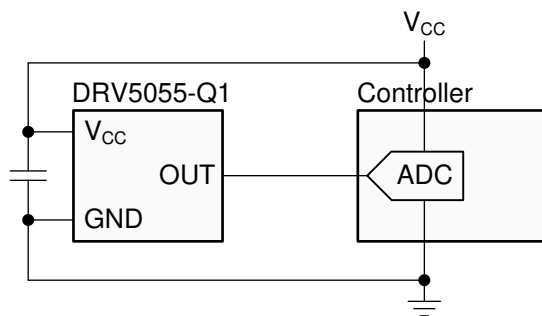 VCC
DRV5055-Q1
Controller
VCC
OUT
ADC
GND